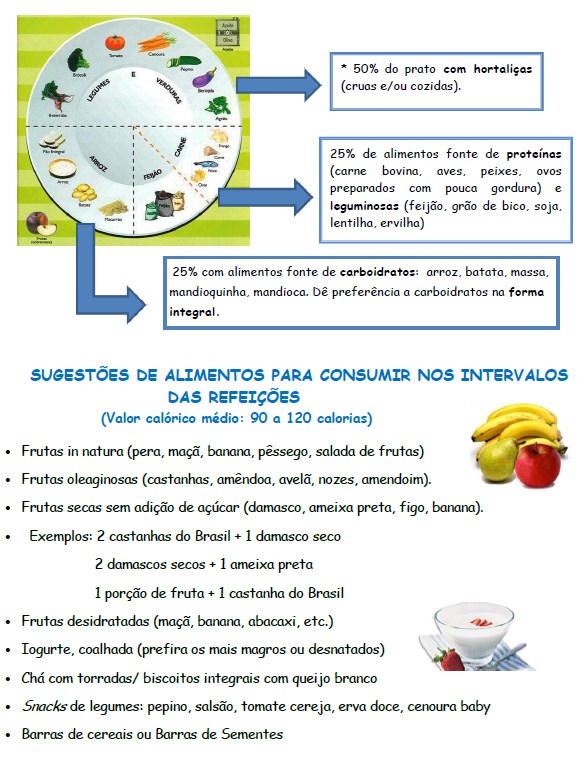 Azeite
Oliva
Azeite
Tomate
Cenoura
Brócoli
Pepino
Berinjela
Beterraba
Agrião
LEGUMES E VERDURAS
Pão Integral
Frango
Carne
Peixe
Ovos
CARNE
ARROZ
FEIJÃO
Arroz
Batata
Macarrão
Frutas
(sobremesa)
* 50% do prato com hortaliças
(cruas e/ou cozidas).
25% de alimentos fonte de proteínas
(carne bovina, aves, peixes, ovos
preparados com pouca gordura) e
leguminosas (feijão, grão de bico, soja,
lentilha, ervilha)
25% com alimentos fonte de carboidratos: arroz, batata, massa,
mandioquinha, mandioca. Dê preferência a carboidratos na forma
integral.
SUGESTÕES DE ALIMENTOS PARA CONSUMIR NOS INTERVALOS
DAS REFEIÇÕES
(Valor calórico médio: 90 a 120 calorias)
• Frutas in natura (pera, maçã, banana, pêssego, salada de frutas)
• Frutas oleaginosas (castanhas, amêndoa, avelã, nozes, amendoim).
• Frutas secas sem adição de açúcar (damasco, ameixa preta, figo, banana).
• Exemplos: 2 castanhas do Brasil + 1 damasco seco
2 damascos secos + 1 ameixa preta
1 porção de fruta + 1 castanha do Brasil
• Frutas desidratadas (maçã, banana, abacaxi, etc.)
• Iogurte, coalhada (prefira os mais magros ou desnatados)
• Chá com torradas/ biscoitos integrais com queijo branco
• Snacks de legumes: pepino, salsão, tomate cereja, erva doce, cenoura baby
• Barras de cereais ou Barras de Sementes